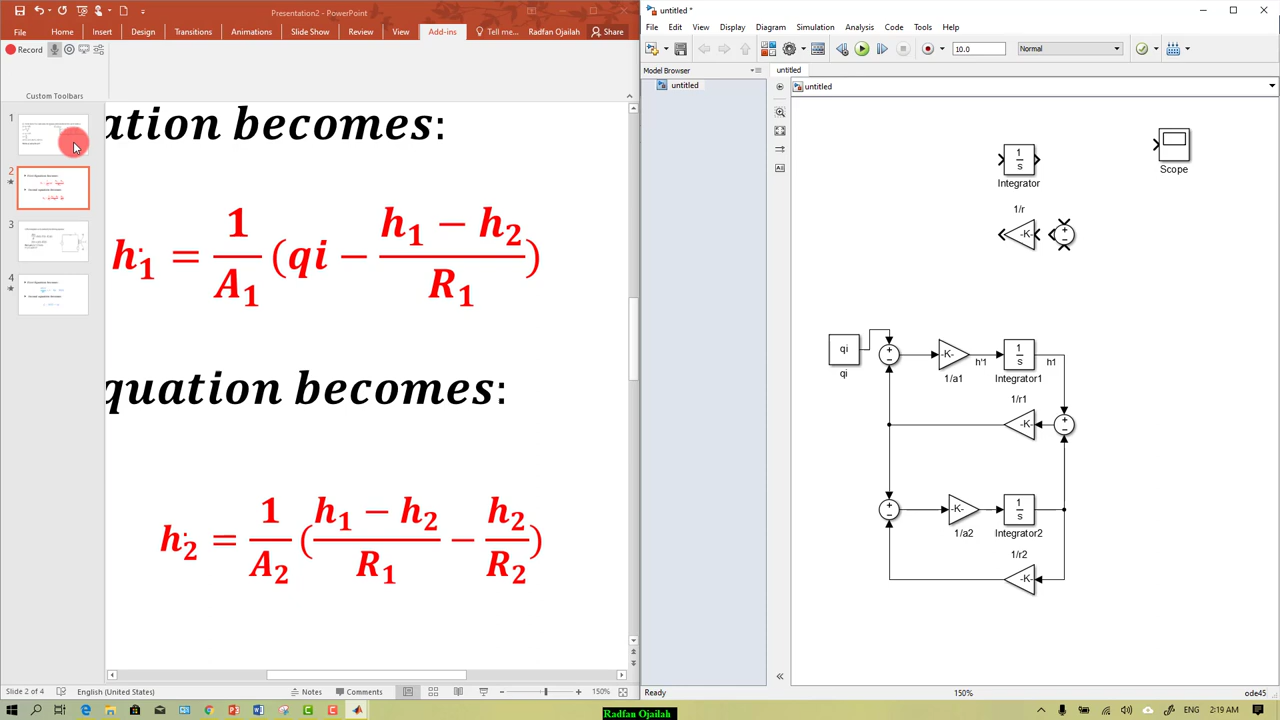 Presentation2 - PowerPoint
File Home Insert Design Transitions Animations Slide Show Review View Add-ins Tell me... Radfan Ojailah Share
Record
Custom Toolbars
1
2
3
4
ation becomes:
ḣ₁ = 1/A₁ (qi − (h₁ − h₂)/R₁)
quation becomes:
ḣ₂ = 1/A₂ ((h₁ − h₂)/R₁ − h₂/R₂)
Slide 2 of 4 English (United States) Notes Comments 150%
untitled *
File Edit View Display Diagram Simulation Analysis Code Tools Help
10.0 Normal
Model Browser untitled
untitled untitled
1/s
Integrator
Scope
1/r
-K-
qi
qi
-K-
1/a1
h'1
1/s
Integrator1
h1
1/r1
-K-
-K-
1/a2
1/s
Integrator2
1/r2
-K-
Ready 150% ode45
ENG 2:19 AM
Radfan Ojailah